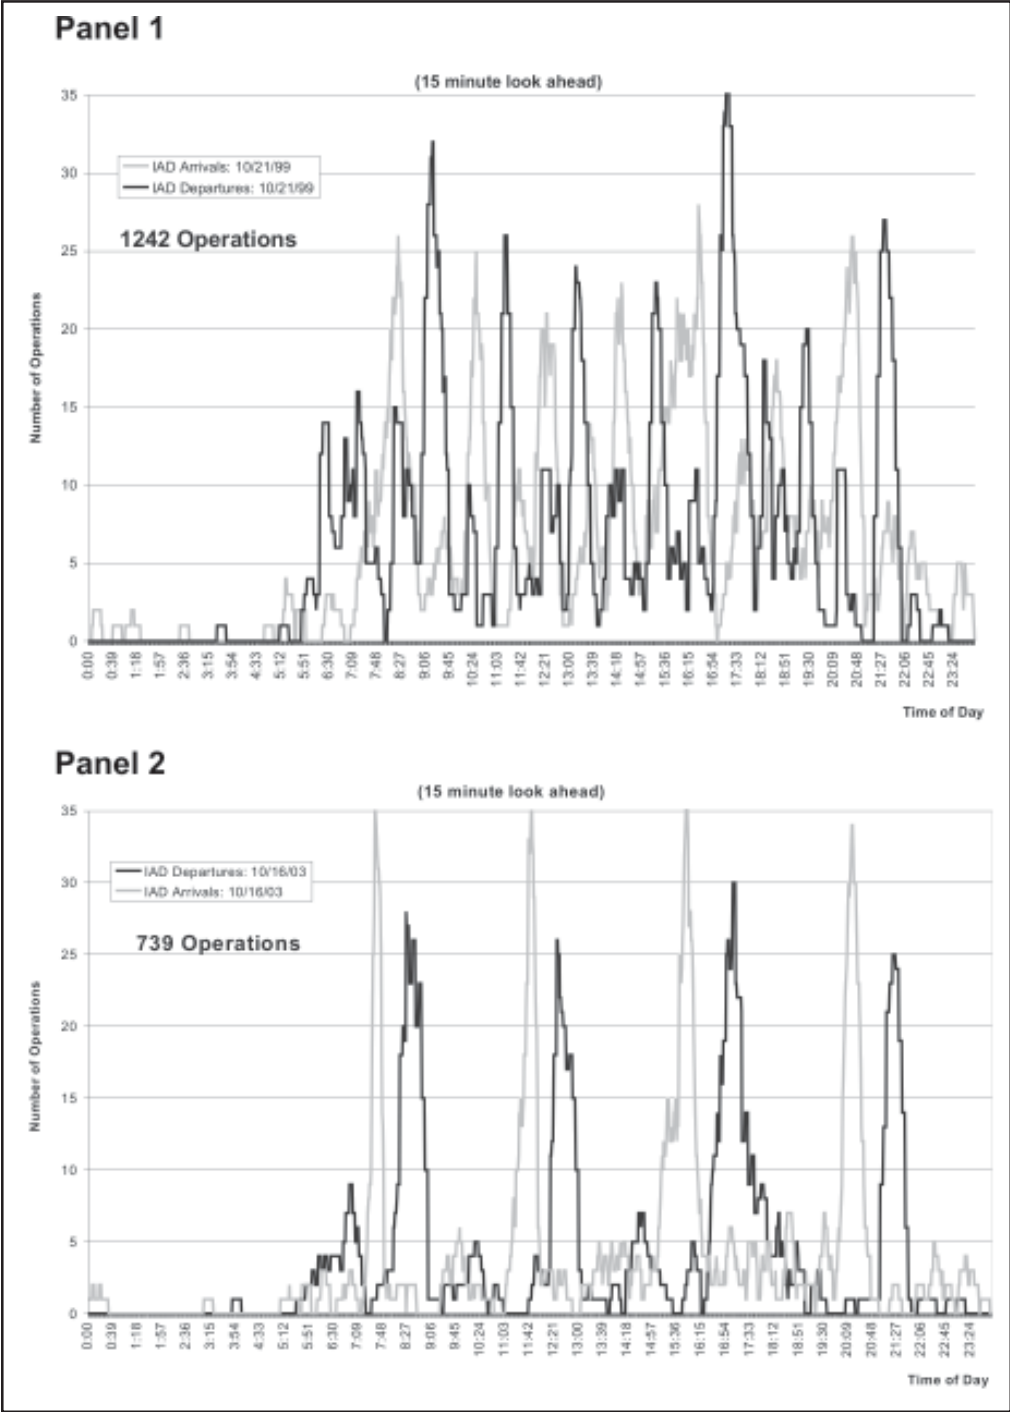 Panel 1
(15 minute look ahead)
35
30
25
20
15
10
5
0
Number of Operations
IAD Arrivals: 10/21/99
IAD Departures: 10/21/99
1242 Operations
0:00 0:39 1:18 1:57 2:36 3:15 3:54 4:33 5:12 5:51 6:30 7:09 7:48 8:27 9:06 9:45 10:24 11:03 11:42 12:21 13:00 13:39 14:18 14:57 15:36 16:15 16:54 17:33 18:12 18:51 19:30 20:09 20:48 21:27 22:06 22:45 23:24
Time of Day
Panel 2
(15 minute look ahead)
35
30
25
20
15
10
5
0
Number of Operations
IAD Departures: 10/16/03
IAD Arrivals: 10/16/03
739 Operations
0:00 0:39 1:18 1:57 2:36 3:15 3:54 4:33 5:12 5:51 6:30 7:09 7:48 8:27 9:06 9:45 10:24 11:03 11:42 12:21 13:00 13:39 14:18 14:57 15:36 16:15 16:54 17:33 18:12 18:51 19:30 20:09 20:48 21:27 22:06 22:45 23:24
Time of Day